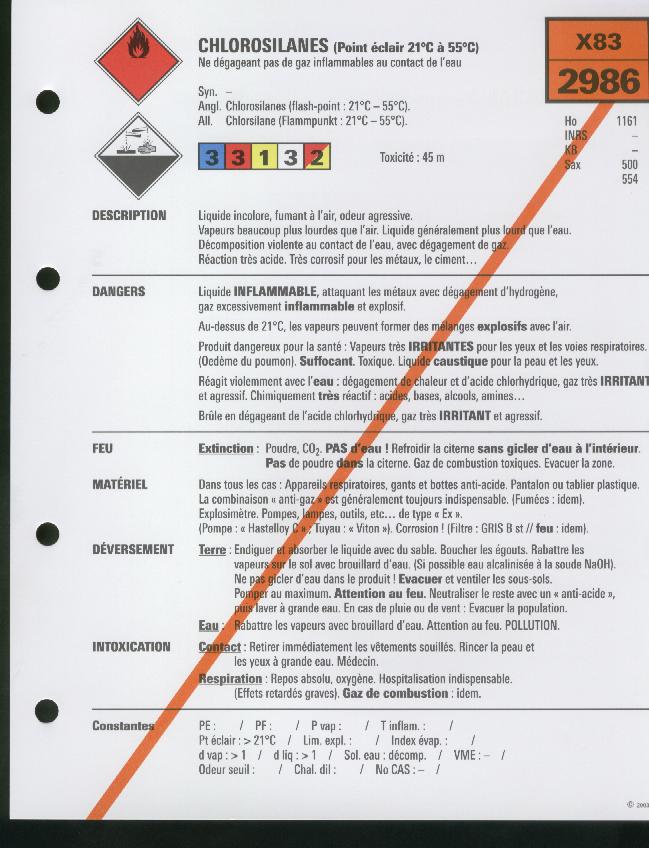 CHLOROSILANES (Point éclair 21°C à 55°C)
Ne dégageant pas de gaz inflammables au contact de l'eau
X83
2986
Syn. –
Angl. Chlorosilanes (flash-point : 21°C – 55°C).
All. Chlorsilane (Flammpunkt : 21°C – 55°C).
3 3 1 3 2
Toxicité : 45 m
Ho 1161
INRS –
KB –
Sax 500
554
DESCRIPTION
Liquide incolore, fumant à l'air, odeur agressive.
Vapeurs beaucoup plus lourdes que l'air. Liquide généralement plus lourd que l'eau.
Décomposition violente au contact de l'eau, avec dégagement de gaz.
Réaction très acide. Très corrosif pour les métaux, le ciment...
DANGERS
Liquide INFLAMMABLE, attaquant les métaux avec dégagement d'hydrogène,
gaz excessivement inflammable et explosif.
Au-dessus de 21°C, les vapeurs peuvent former des mélanges explosifs avec l'air.
Produit dangereux pour la santé : Vapeurs très IRRITANTES pour les yeux et les voies respiratoires.
(Oedème du poumon). Suffocant. Toxique. Liquide caustique pour la peau et les yeux.
Réagit violemment avec l'eau : dégagement de chaleur et d'acide chlorhydrique, gaz très IRRITANT
et agressif. Chimiquement très réactif : acides, bases, alcools, amines...
Brûle en dégageant de l'acide chlorhydrique, gaz très IRRITANT et agressif.
FEU
Extinction : Poudre, CO2. PAS d'eau ! Refroidir la citerne sans gicler d'eau à l'intérieur.
Pas de poudre dans la citerne. Gaz de combustion toxiques. Evacuer la zone.
MATÉRIEL
Dans tous les cas : Appareils respiratoires, gants et bottes anti-acide. Pantalon ou tablier plastique.
La combinaison « anti-gaz » est généralement toujours indispensable. (Fumées : idem).
Explosimètre. Pompes, lampes, outils, etc... de type « Ex ».
(Pompe : « Hastelloy C » ; Tuyau : « Viton »). Corrosion ! (Filtre : GRIS B st // feu : idem).
DÉVERSEMENT
Terre : Endiguer et absorber le liquide avec du sable. Boucher les égouts. Rabattre les
vapeurs sur le sol avec brouillard d'eau. (Si possible eau alcalinisée à la soude NaOH).
Ne pas gicler d'eau dans le produit ! Evacuer et ventiler les sous-sols.
Pomper au maximum. Attention au feu. Neutraliser le reste avec un « anti-acide »,
puis laver à grande eau. En cas de pluie ou de vent : Evacuer la population.
Eau : Rabattre les vapeurs avec brouillard d'eau. Attention au feu. POLLUTION.
INTOXICATION
Contact : Retirer immédiatement les vêtements souillés. Rincer la peau et
les yeux à grande eau. Médecin.
Respiration : Repos absolu, oxygène. Hospitalisation indispensable.
(Effets retardés graves). Gaz de combustion : idem.
Constantes
PE : / PF : / P vap : / T inflam. : /
Pt éclair : > 21°C / Lim. expl. : / Index évap. : /
d vap : > 1 / d liq : > 1 / Sol. eau : décomp. / VME : – /
Odeur seuil : / Chal. dil : / No CAS : – /
© 2003